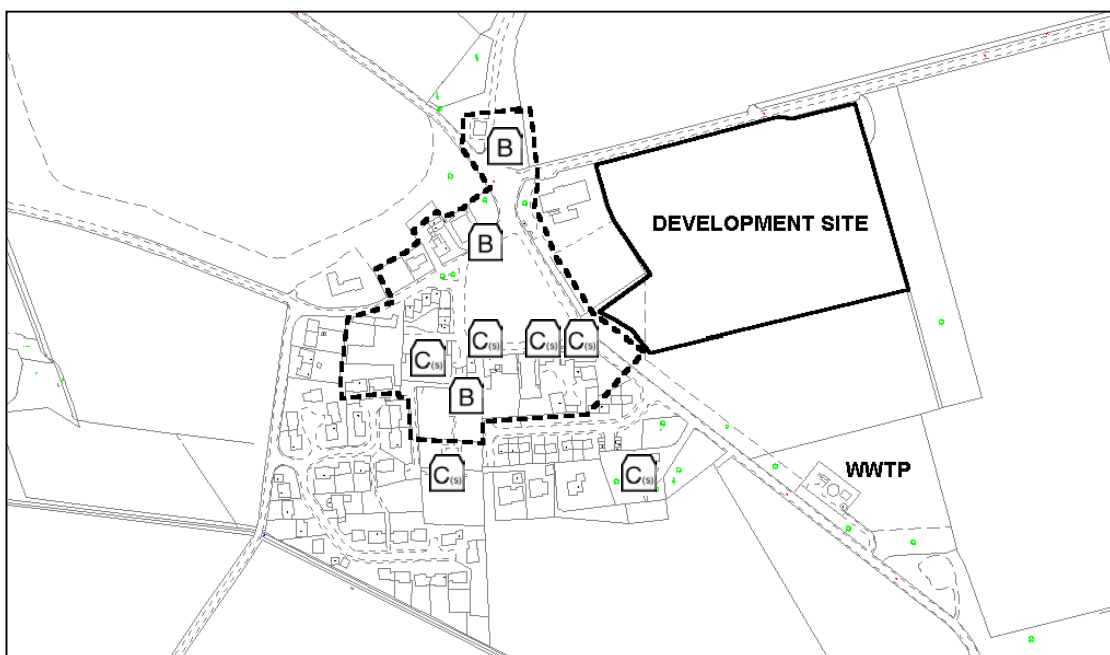 B
DEVELOPMENT SITE
B
C(s) C(s) C(s)
C(s)
B
C(s) C(s)
WWTP